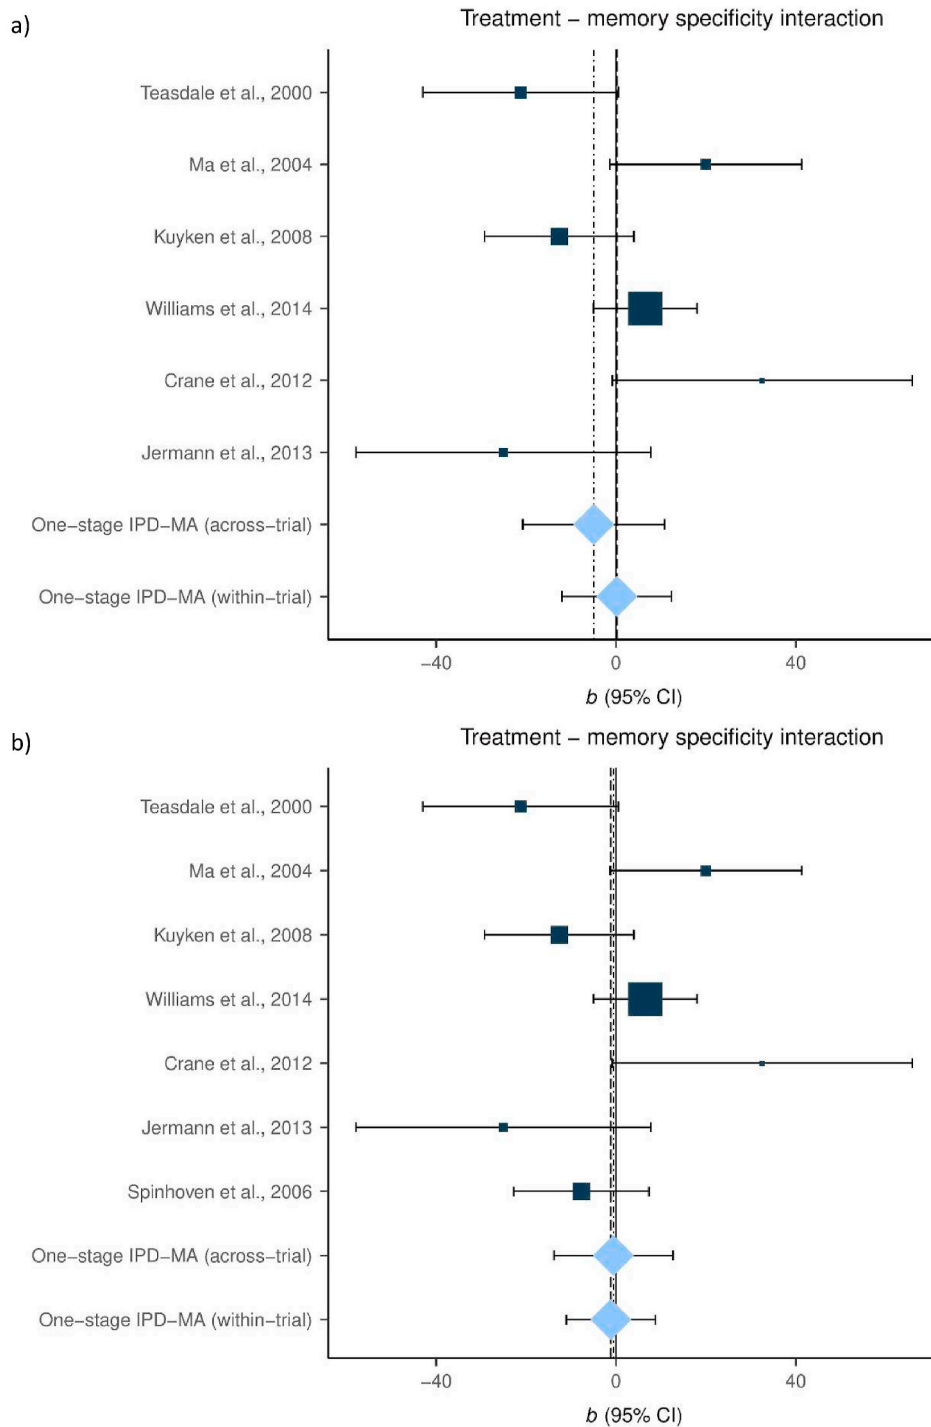 a)
Treatment – memory specificity interaction
Teasdale et al., 2000
Ma et al., 2004
Kuyken et al., 2008
Williams et al., 2014
Crane et al., 2012
Jermann et al., 2013
One−stage IPD−MA (across−trial)
One−stage IPD−MA (within−trial)
−40 0 40
b (95% CI)
b)
Treatment – memory specificity interaction
Teasdale et al., 2000
Ma et al., 2004
Kuyken et al., 2008
Williams et al., 2014
Crane et al., 2012
Jermann et al., 2013
Spinhoven et al., 2006
One−stage IPD−MA (across−trial)
One−stage IPD−MA (within−trial)
−40 0 40
b (95% CI)